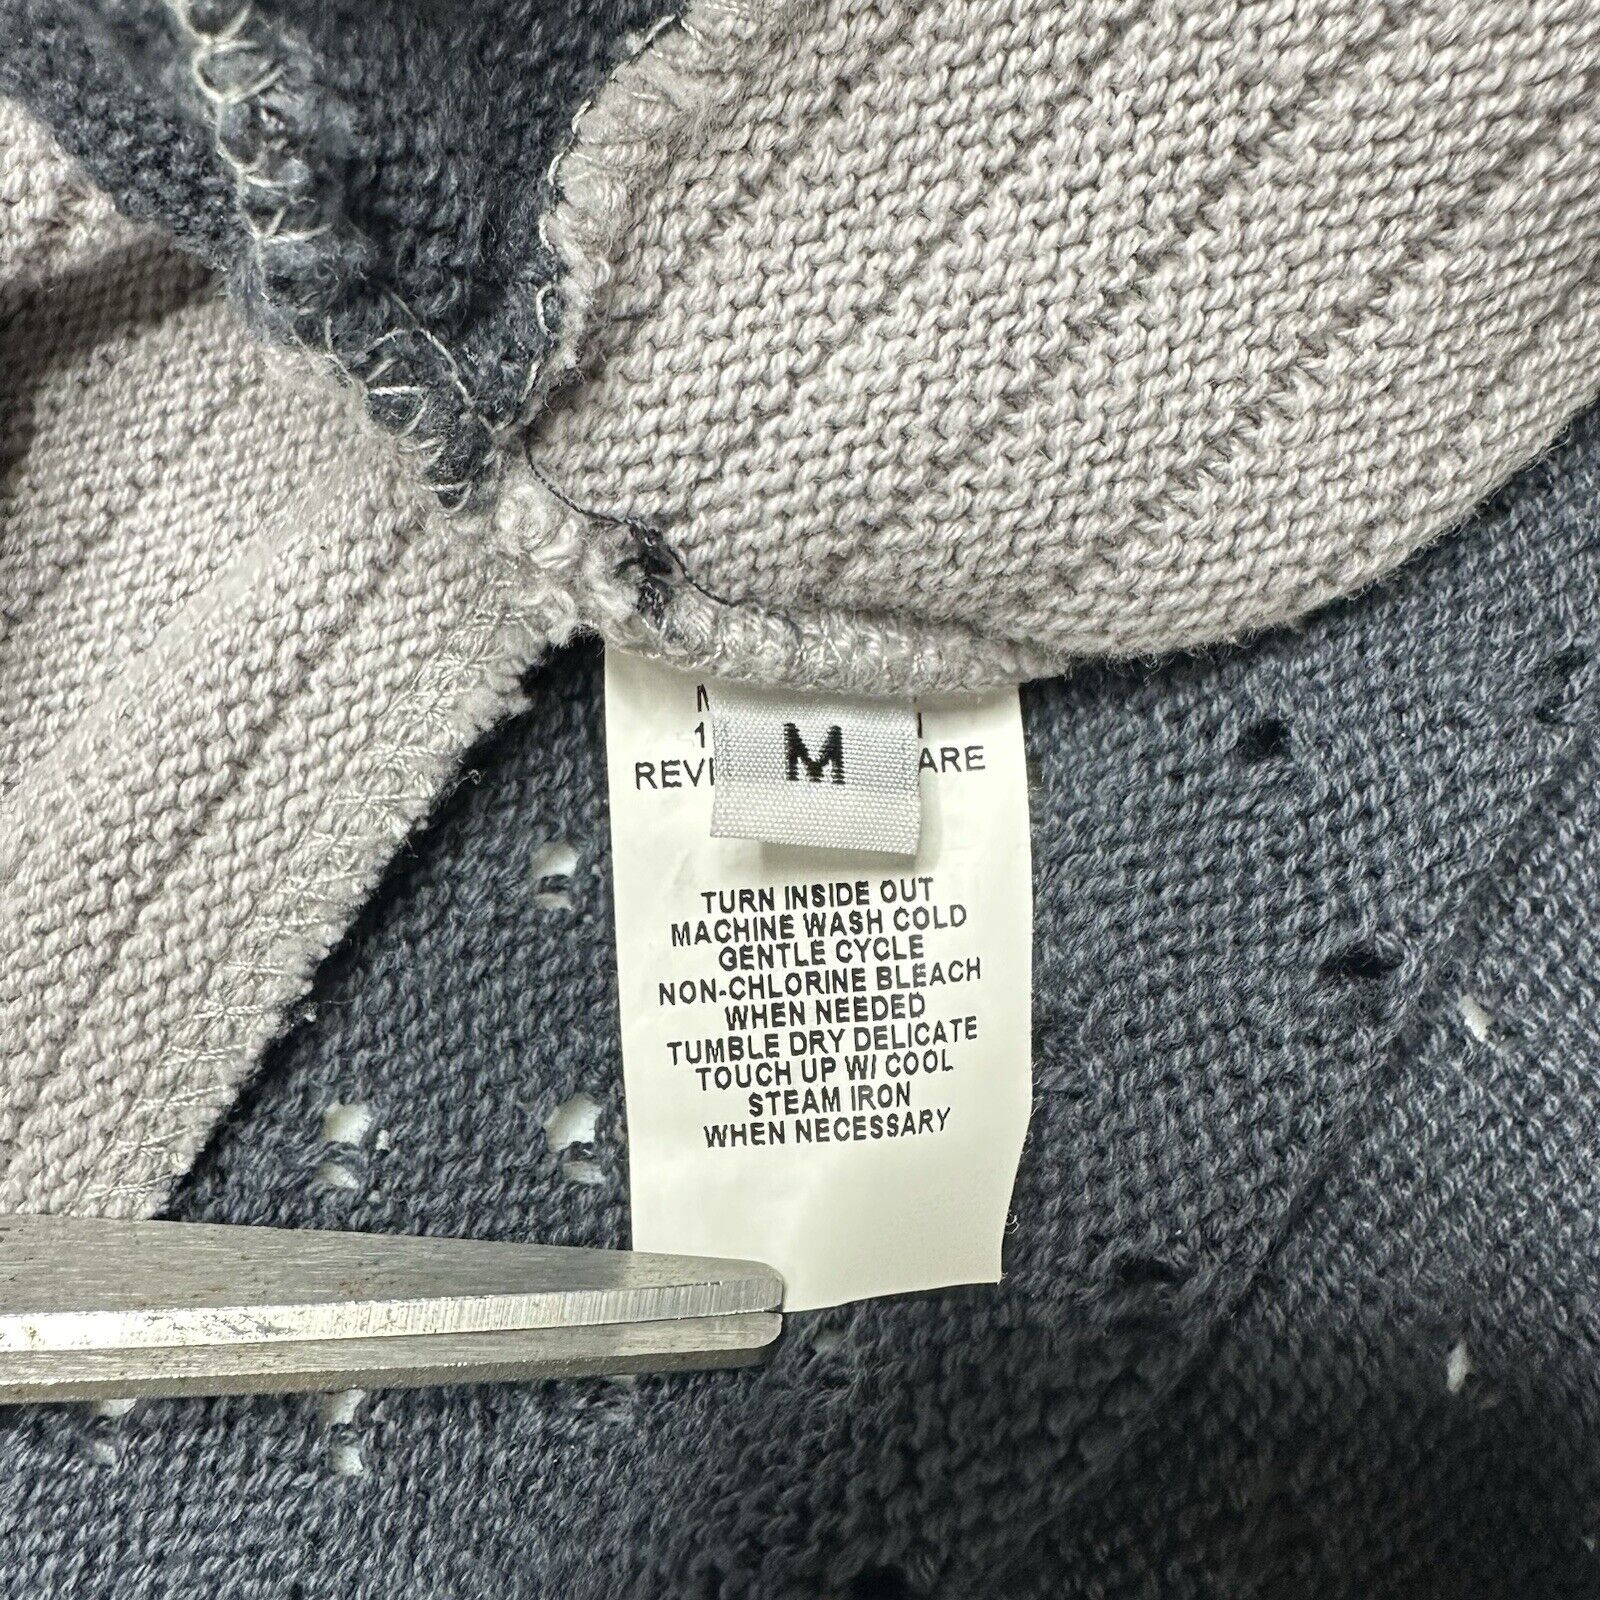 M
TURN INSIDE OUT
MACHINE WASH COLD
GENTLE CYCLE
NON-CHLORINE BLEACH
WHEN NEEDED
TUMBLE DRY DELICATE
TOUCH UP W/ COOL
STEAM IRON
WHEN NECESSARY